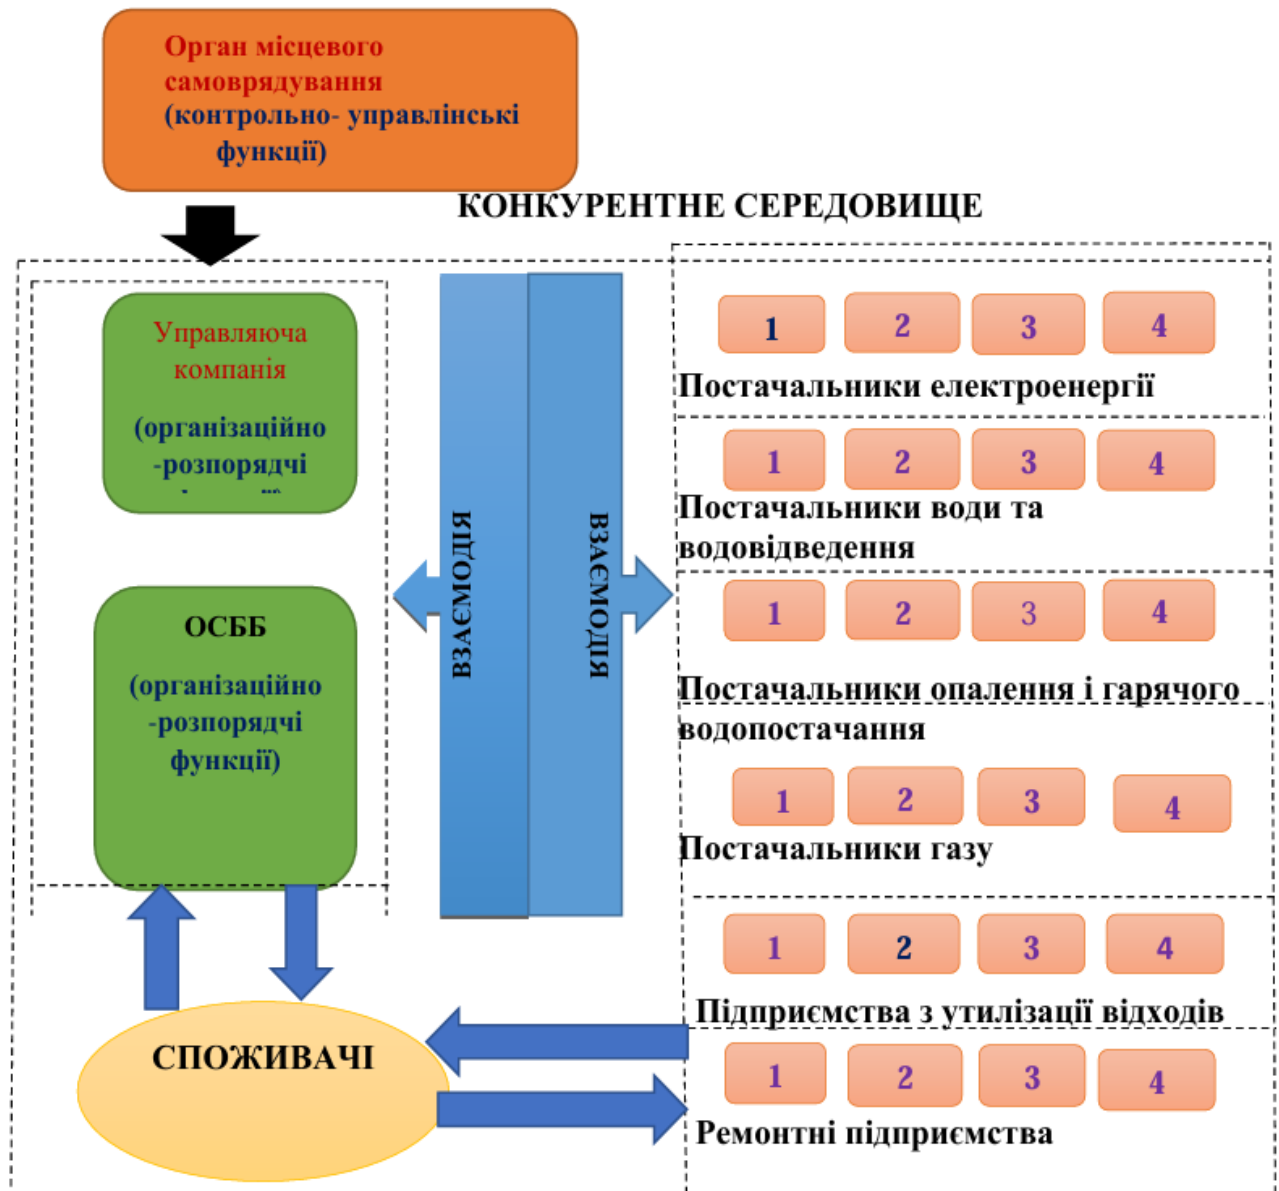 Орган місцевого
самоврядування
(контрольно- управлінські
функції)
КОНКУРЕНТНЕ СЕРЕДОВИЩЕ
Управляюча
компанія
(організаційно
-розпорядчі
ОСББ
(організаційно
-розпорядчі
функції)
СПОЖИВАЧІ
ВЗАЄМОДІЯ
ВЗАЄМОДІЯ
1 2 3 4
Постачальники електроенергії
1 2 3 4
Постачальники води та
водовідведення
1 2 3 4
Постачальники опалення і гарячого
водопостачання
1 2 3 4
Постачальники газу
1 2 3 4
Підприємства з утилізації відходів
1 2 3 4
Ремонтні підприємства